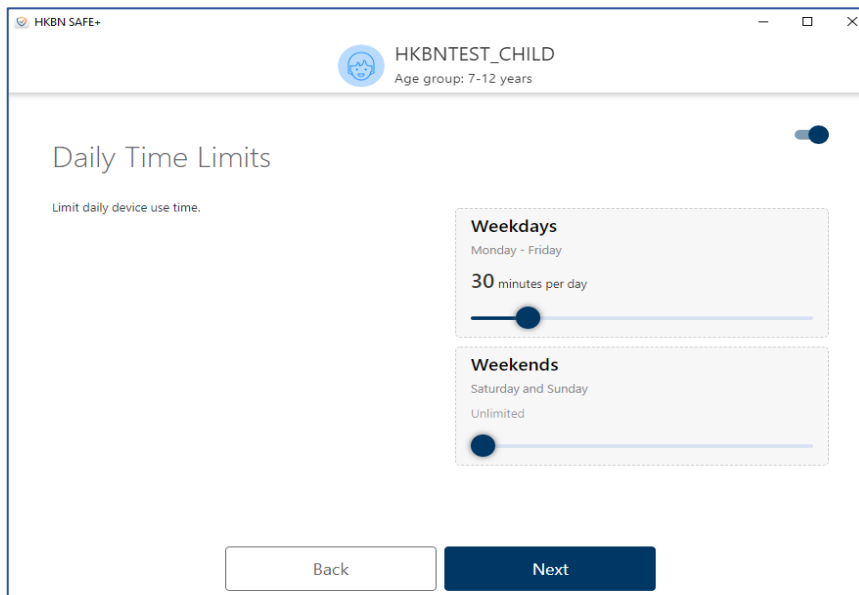 HKBN SAFE+
HKBNTEST_CHILD
Age group: 7-12 years
Daily Time Limits
Limit daily device use time.
Weekdays
Monday - Friday
30 minutes per day
Weekends
Saturday and Sunday
Unlimited
Back
Next